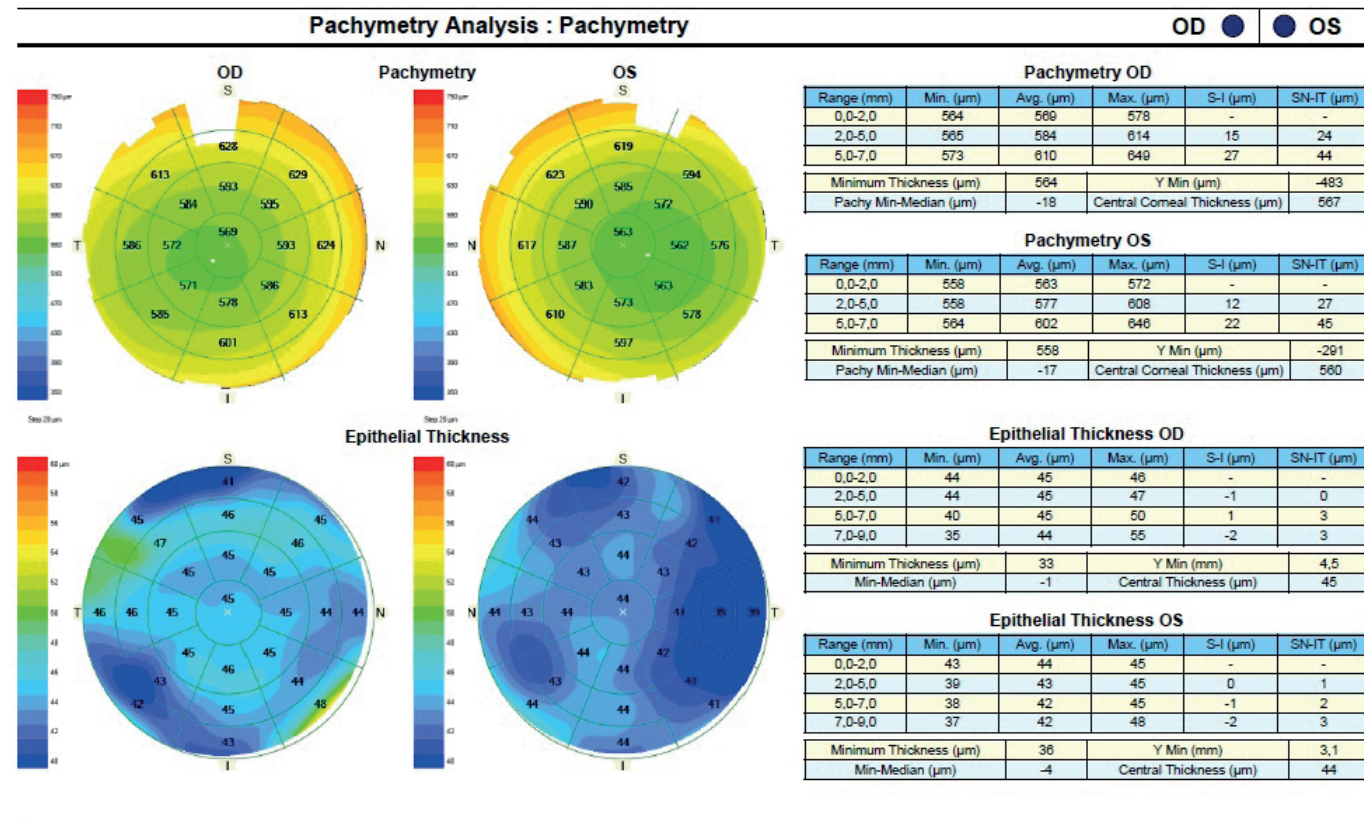 Pachymetry Analysis : Pachymetry
OD OS
OD Pachymetry OS
S
628
613 629
593
584 595
569
T 586 572 593 624 N
571 586
578
585 613
601
I
S
619
623 594
585
590 572
563
N 617 587 562 576 T
583 563
573
610 578
597
I
Step 20 µm
Step 20 µm
Pachymetry OD
Range (mm) Min. (µm) Avg. (µm) Max. (µm) S-I (µm) SN-IT (µm)
0,0-2,0 564 569 578 - -
2,0-5,0 565 584 614 15 24
5,0-7,0 573 610 649 27 44
Minimum Thickness (µm) 564 Y Min (µm) -483
Pachy Min-Median (µm) -18 Central Corneal Thickness (µm) 567
Pachymetry OS
Range (mm) Min. (µm) Avg. (µm) Max. (µm) S-I (µm) SN-IT (µm)
0,0-2,0 558 563 572 - -
2,0-5,0 558 577 608 12 27
5,0-7,0 564 602 646 22 45
Minimum Thickness (µm) 558 Y Min (µm) -291
Pachy Min-Median (µm) -17 Central Corneal Thickness (µm) 560
Epithelial Thickness
S
41
45 46 45
47 46
45
45 45
45
T 46 46 45 45 44 44 N
45 45
46
43 44
42 45 48
43
I
S
42
44 43
43 42
44
43 43
44
N 44 43 44 41 T
44 42
44
43 41
44 44 41
44
I
Epithelial Thickness OD
Range (mm) Min. (µm) Avg. (µm) Max. (µm) S-I (µm) SN-IT (µm)
0,0-2,0 44 45 46 - -
2,0-5,0 44 45 47 -1 0
5,0-7,0 40 45 50 1 3
7,0-9,0 35 44 55 -2 3
Minimum Thickness (µm) 33 Y Min (mm) 4,5
Min-Median (µm) -1 Central Thickness (µm) 45
Epithelial Thickness OS
Range (mm) Min. (µm) Avg. (µm) Max. (µm) S-I (µm) SN-IT (µm)
0,0-2,0 43 44 45 - -
2,0-5,0 39 43 45 0 1
5,0-7,0 38 42 45 -1 2
7,0-9,0 37 42 48 -2 3
Minimum Thickness (µm) 36 Y Min (mm) 3,1
Min-Median (µm) -4 Central Thickness (µm) 44